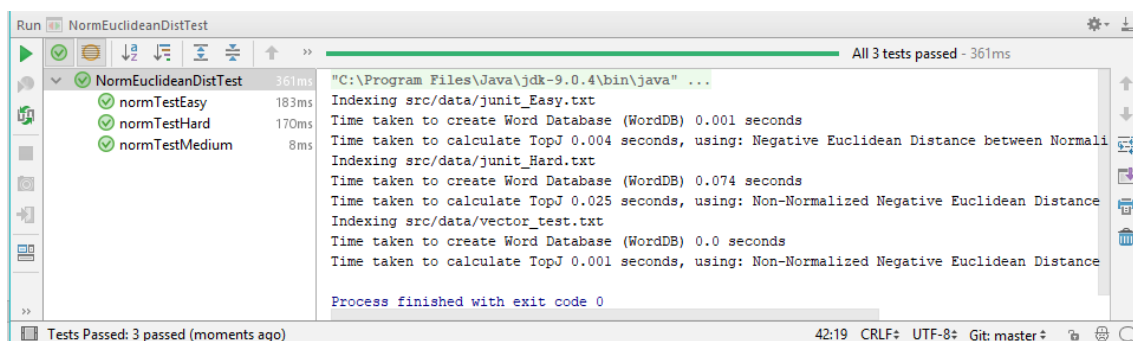 Run NormEuclideanDistTest
All 3 tests passed - 361ms
NormEuclideanDistTest 361ms
normTestEasy 183ms
normTestHard 170ms
normTestMedium 8ms
"C:\Program Files\Java\jdk-9.0.4\bin\java" ...
Indexing src/data/junit_Easy.txt
Time taken to create Word Database (WordDB) 0.001 seconds
Time taken to calculate TopJ 0.004 seconds, using: Negative Euclidean Distance between Normali
Indexing src/data/junit_Hard.txt
Time taken to create Word Database (WordDB) 0.074 seconds
Time taken to calculate TopJ 0.025 seconds, using: Non-Normalized Negative Euclidean Distance
Indexing src/data/vector_test.txt
Time taken to create Word Database (WordDB) 0.0 seconds
Time taken to calculate TopJ 0.001 seconds, using: Non-Normalized Negative Euclidean Distance
Process finished with exit code 0
Tests Passed: 3 passed (moments ago) 42:19 CRLF UTF-8 Git: master